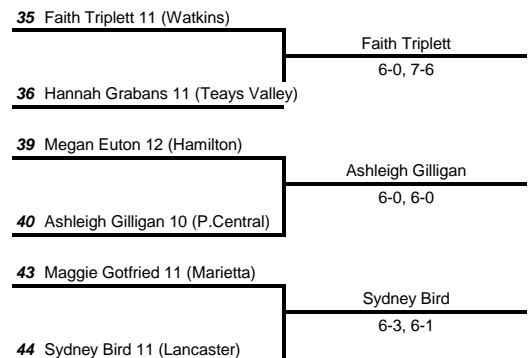 35 Faith Triplett 11 (Watkins)
Faith Triplett
6-0, 7-6
36 Hannah Grabans 11 (Teays Valley)
39 Megan Euton 12 (Hamilton)
Ashleigh Gilligan
6-0, 6-0
40 Ashleigh Gilligan 10 (P.Central)
43 Maggie Gotfried 11 (Marietta)
Sydney Bird
6-3, 6-1
44 Sydney Bird 11 (Lancaster)